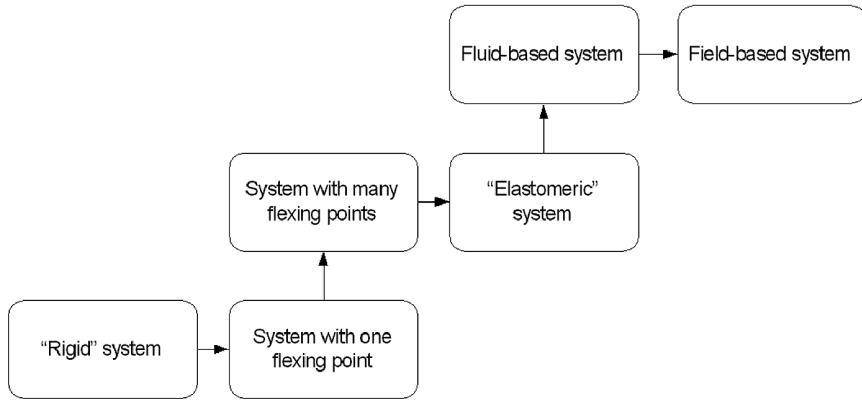 Fluid-based system
Field-based system
System with many
flexing points
“Elastomeric”
system
“Rigid” system
System with one
flexing point